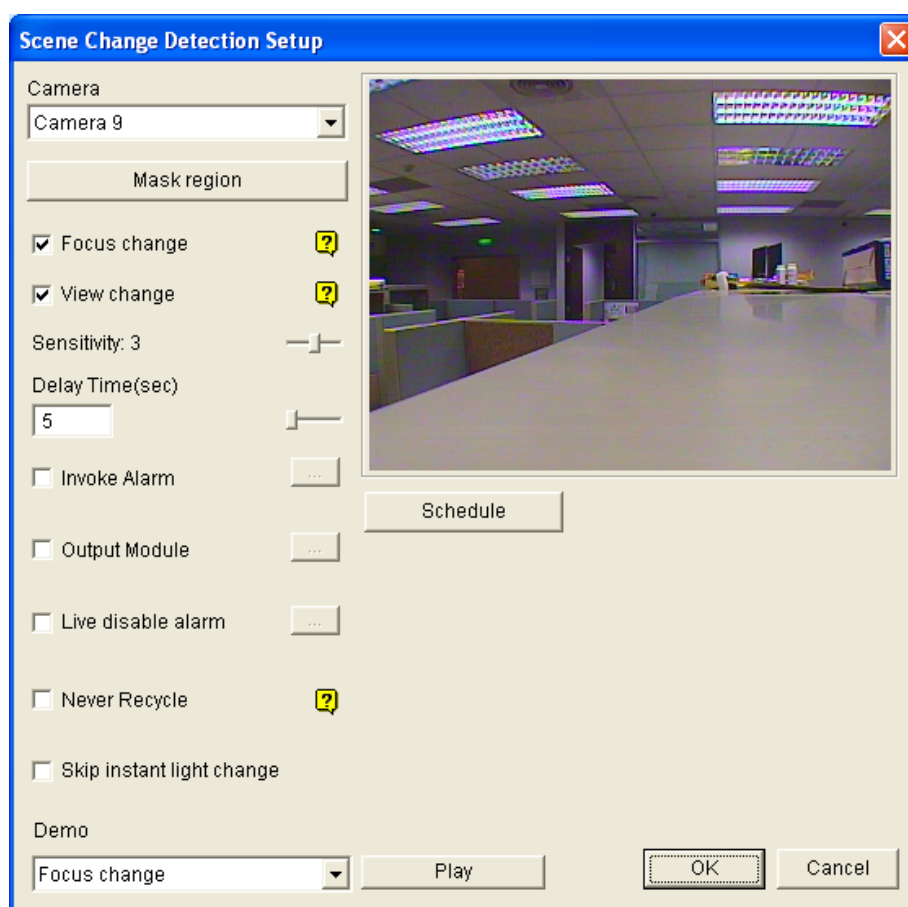 Scene Change Detection Setup
Camera
Camera 9
Mask region
Focus change
?
View change
?
Sensitivity: 3
Delay Time(sec)
5
Invoke Alarm
...
Schedule
Output Module
...
Live disable alarm
...
Never Recycle
?
Skip instant light change
Demo
Focus change
Play
OK
Cancel